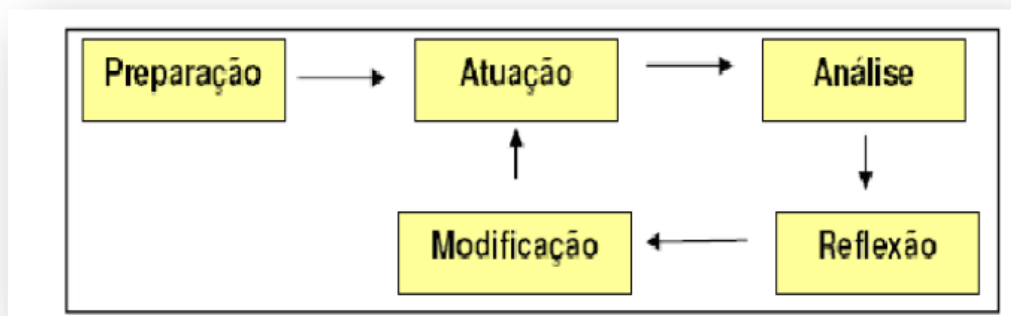 Preparação
Atuação
Análise
Modificação
Reflexão